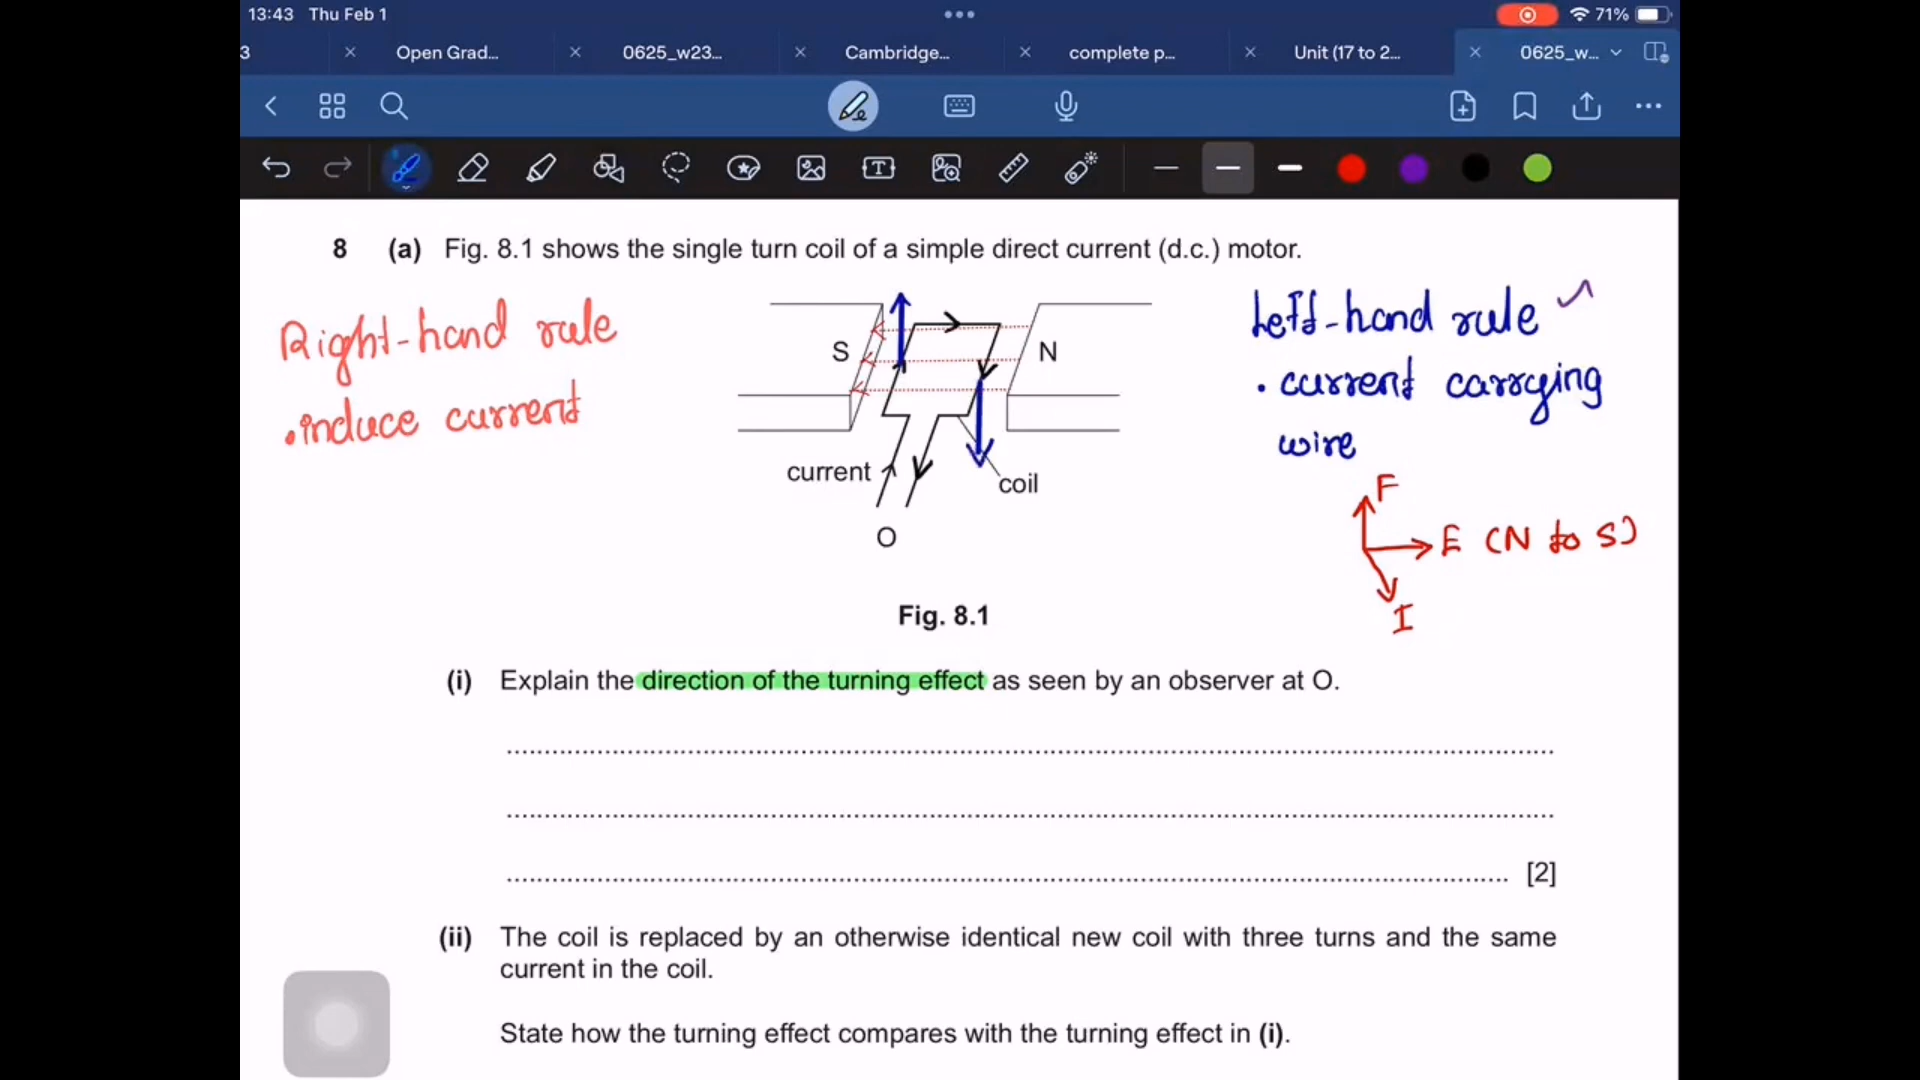 13:43 Thu Feb 1
71%
3
Open Grad...
0625_w23...
Cambridge...
complete p...
Unit (17 to 2...
0625_w...
T
8 (a) Fig. 8.1 shows the single turn coil of a simple direct current (d.c.) motor.
Right-hand rule
• induce current
S
N
current
coil
O
Fig. 8.1
Left-hand rule
• current carrying
wire
F
E (N to S)
I
(i) Explain the direction of the turning effect as seen by an observer at O.
[2]
(ii) The coil is replaced by an otherwise identical new coil with three turns and the same
current in the coil.
State how the turning effect compares with the turning effect in (i).